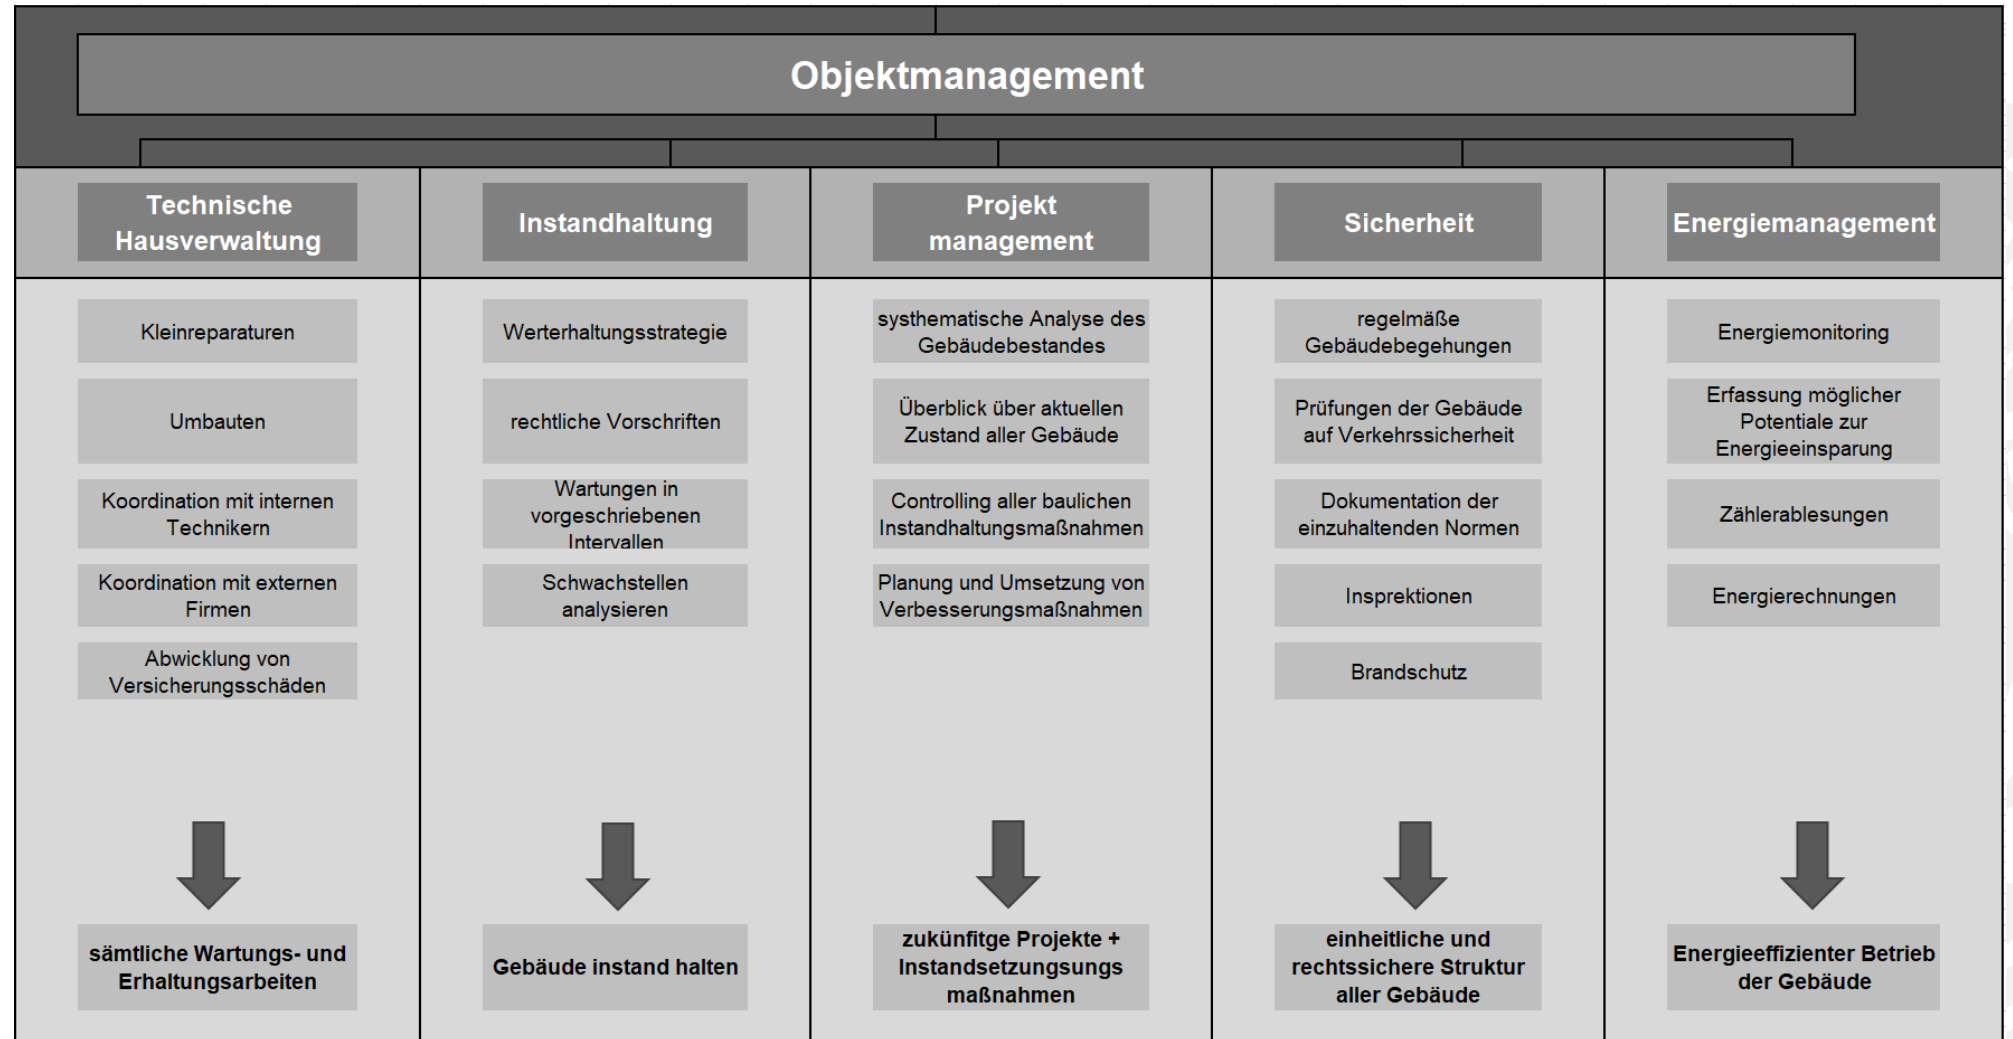 Objektmanagement
Technische
Hausverwaltung
Kleinreparaturen
Umbauten
Koordination mit internen
Technikern
Koordination mit externen
Firmen
Abwicklung von
Versicherungsschäden
sämtliche Wartungs- und
Erhaltungsarbeiten
Instandhaltung
Werterhaltungsstrategie
rechtliche Vorschriften
Wartungen in
vorgeschriebenen
Intervallen
Schwachstellen
analysieren
Gebäude instand halten
Projekt
management
systhematische Analyse des
Gebäudebestandes
Überblick über aktuellen
Zustand aller Gebäude
Controlling aller baulichen
Instandhaltungsmaßnahmen
Planung und Umsetzung von
Verbesserungsmaßnahmen
zukünfitge Projekte +
Instandsetzungsungs
maßnahmen
Sicherheit
regelmäße
Gebäudebegehungen
Prüfungen der Gebäude
auf Verkehrssicherheit
Dokumentation der
einzuhaltenden Normen
Insprektionen
Brandschutz
einheitliche und
rechtssichere Struktur
aller Gebäude
Energiemanagement
Energiemonitoring
Erfassung möglicher
Potentiale zur
Energieeinsparung
Zählerablesungen
Energierechnungen
Energieeffizienter Betrieb
der Gebäude